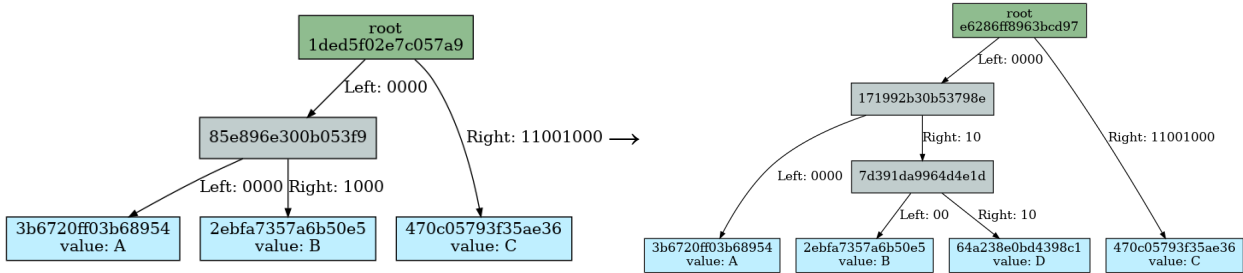 root
1ded5f02e7c057a9
Left: 0000
85e896e300b053f9
Right: 11001000
Left: 0000
Right: 1000
3b6720ff03b68954
value: A
2ebfa7357a6b50e5
value: B
470c05793f35ae36
value: C
→
root
e6286ff8963bcd97
Left: 0000
171992b30b53798e
Right: 10
Right: 11001000
Left: 0000
7d391da9964d4e1d
Left: 00
Right: 10
3b6720ff03b68954
value: A
2ebfa7357a6b50e5
value: B
64a238e0bd4398c1
value: D
470c05793f35ae36
value: C